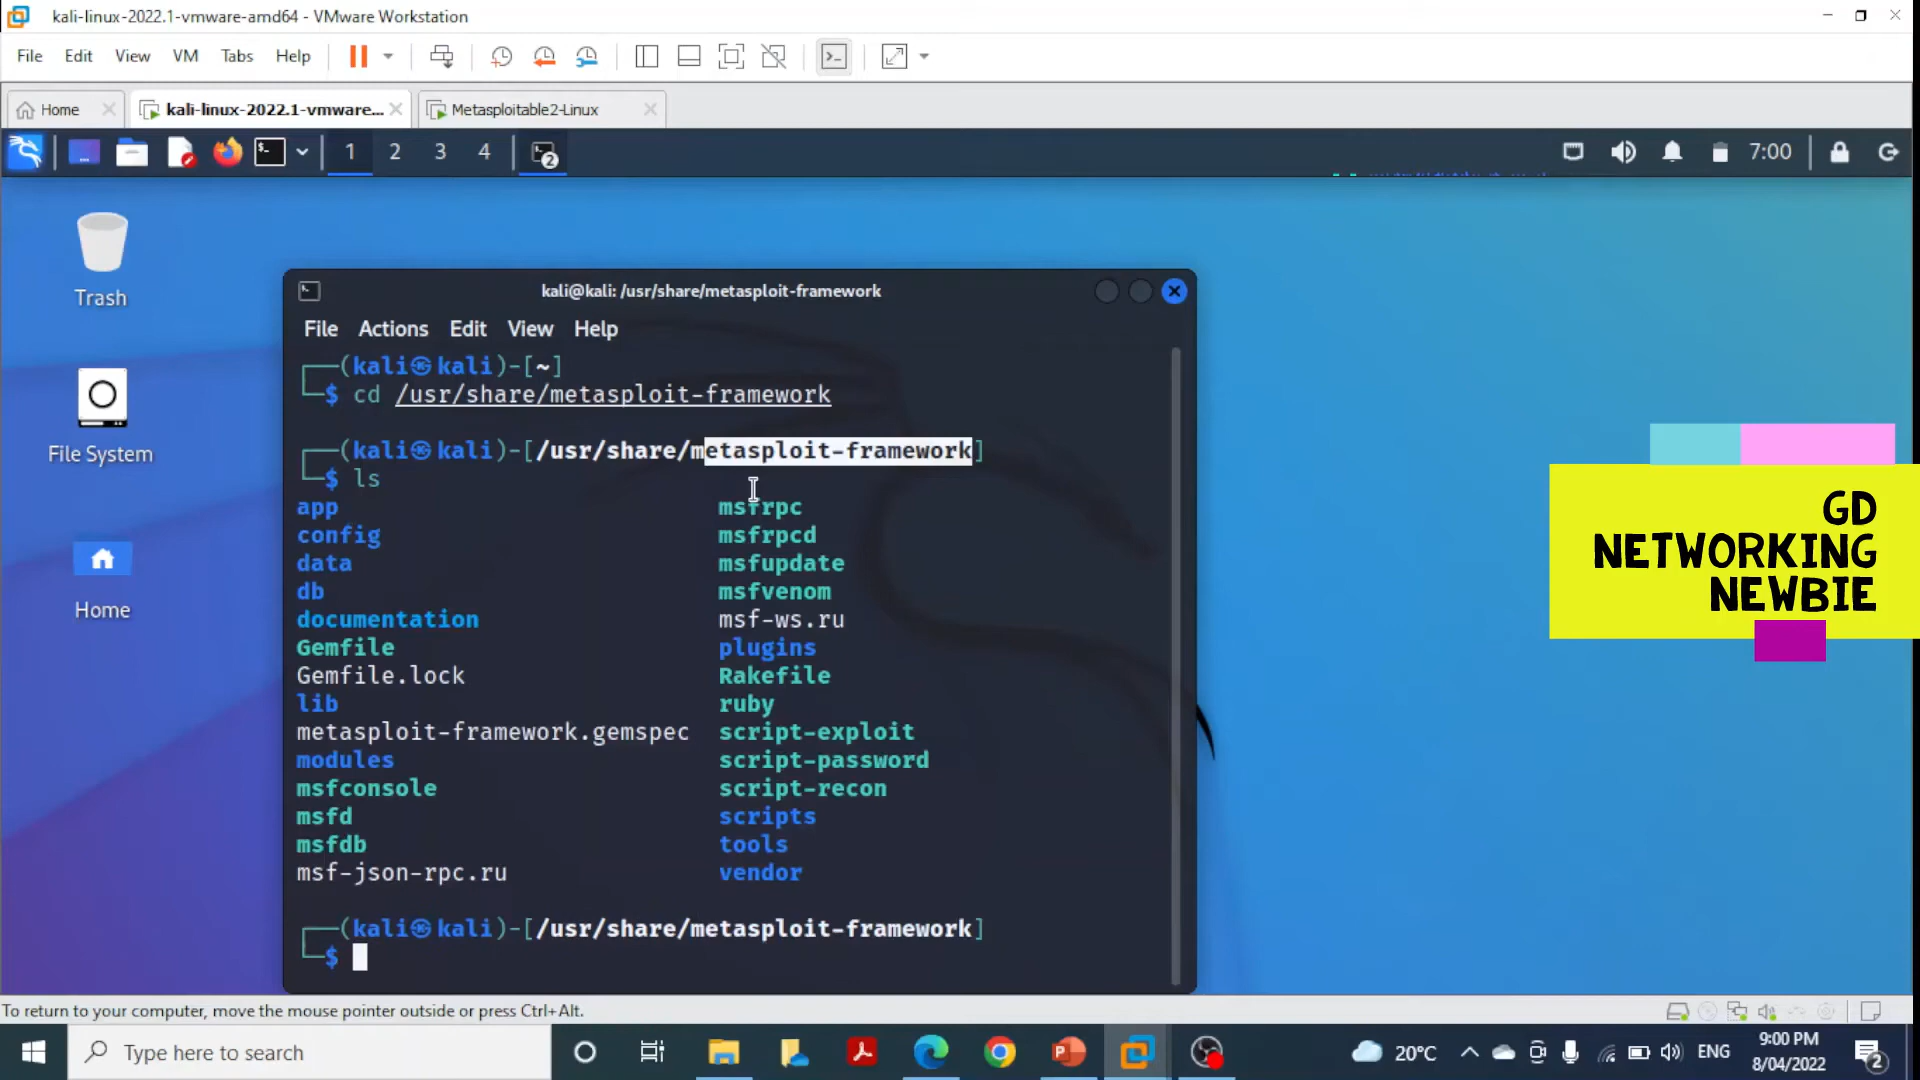 kali-linux-2022.1-vmware-amd64 - VMware Workstation
File Edit View VM Tabs Help
Home kali-linux-2022.1-vmware... Metasploitable2-Linux
1 2 3 4 2 7:00
Trash
File System
Home
kali@kali: /usr/share/metasploit-framework
File Actions Edit View Help
┌──(kali㉿kali)-[~]
└─$ cd /usr/share/metasploit-framework
┌──(kali㉿kali)-[/usr/share/metasploit-framework]
└─$ ls
app msfrpc
config msfrpcd
data msfupdate
db msfvenom
documentation msf-ws.ru
Gemfile plugins
Gemfile.lock Rakefile
lib ruby
metasploit-framework.gemspec script-exploit
modules script-password
msfconsole script-recon
msfd scripts
msfdb tools
msf-json-rpc.ru vendor
┌──(kali㉿kali)-[/usr/share/metasploit-framework]
└─$
GD
NETWORKING
NEWBIE
To return to your computer, move the mouse pointer outside or press Ctrl+Alt.
Type here to search
20°C ENG
9:00 PM
8/04/2022
2